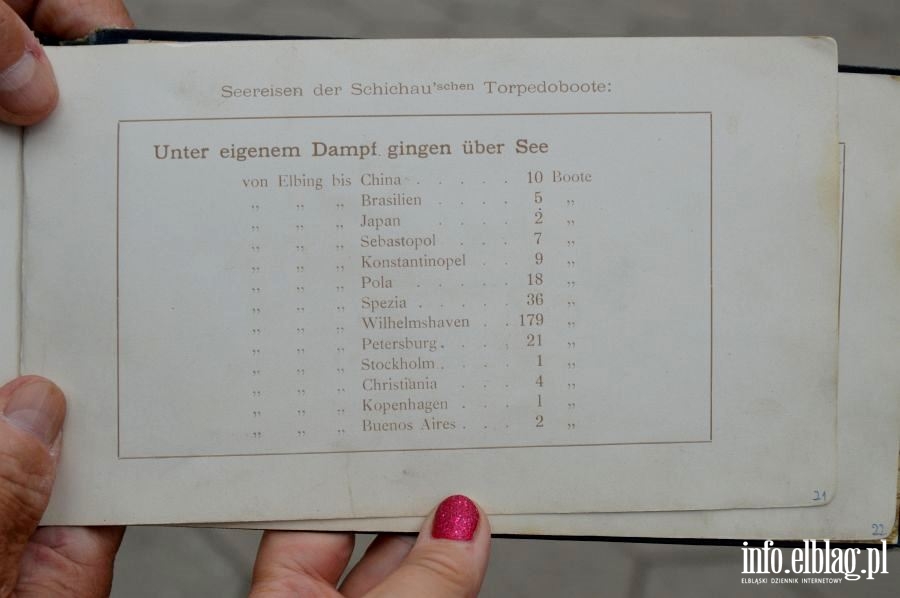 Seereisen der Schichau'schen Torpedoboote:
Unter eigenem Dampf gingen über See
von Elbing bis China . . . . . 10 Boote
„ „ „ Brasilien . . . . 5 „
„ „ „ Japan . . . . 2 „
„ „ „ Sebastopol . . . 7 „
„ „ „ Konstantinopel . . 9 „
„ „ „ Pola . . . . . 18 „
„ „ „ Spezia . . . . . 36 „
„ „ „ Wilhelmshaven . . 179 „
„ „ „ Petersburg . . . . 21 „
„ „ „ Stockholm . . . . 1 „
„ „ „ Christiania . . . 4 „
„ „ „ Kopenhagen . . . 1 „
„ „ „ Buenos Aires . . . 2 „
21
22
info.elblag.pl
ELBLĄSKI DZIENNIK INTERNETOWY